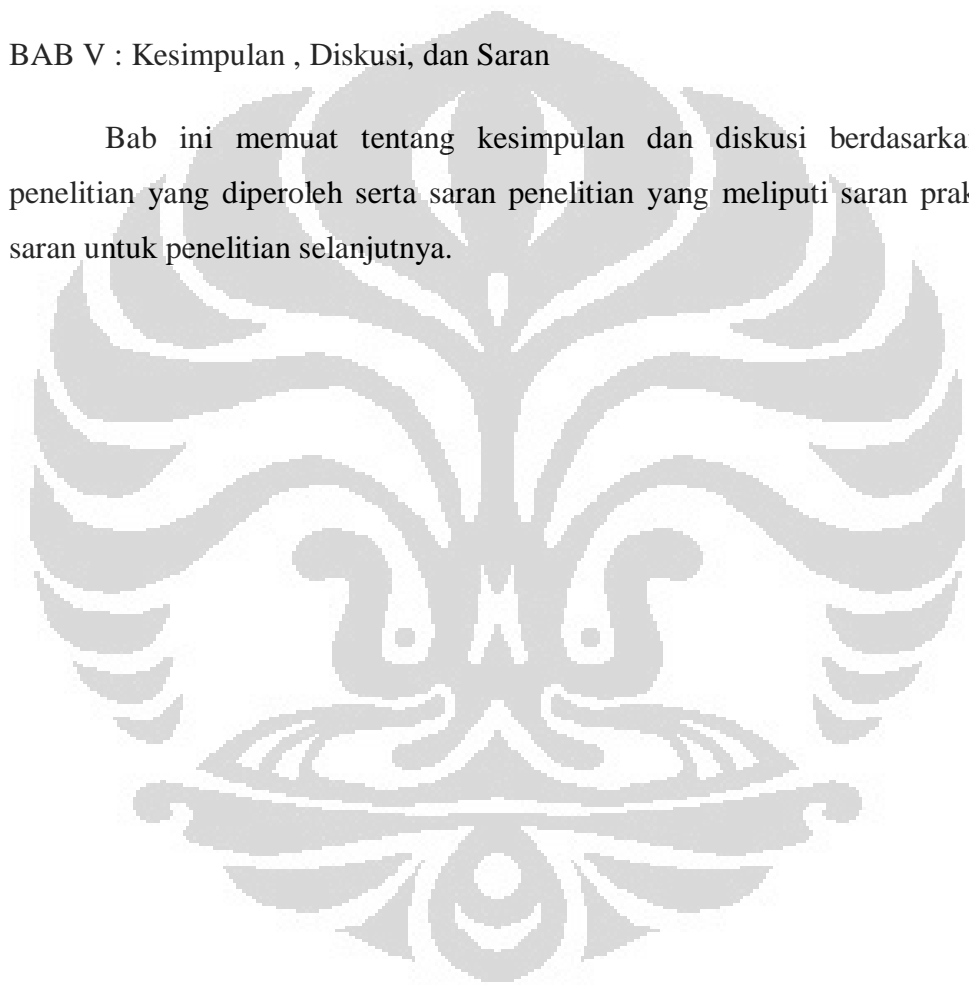 BAB V : Kesimpulan , Diskusi, dan Saran
Bab ini memuat tentang kesimpulan dan diskusi berdasarkan
penelitian yang diperoleh serta saran penelitian yang meliputi saran prak
saran untuk penelitian selanjutnya.